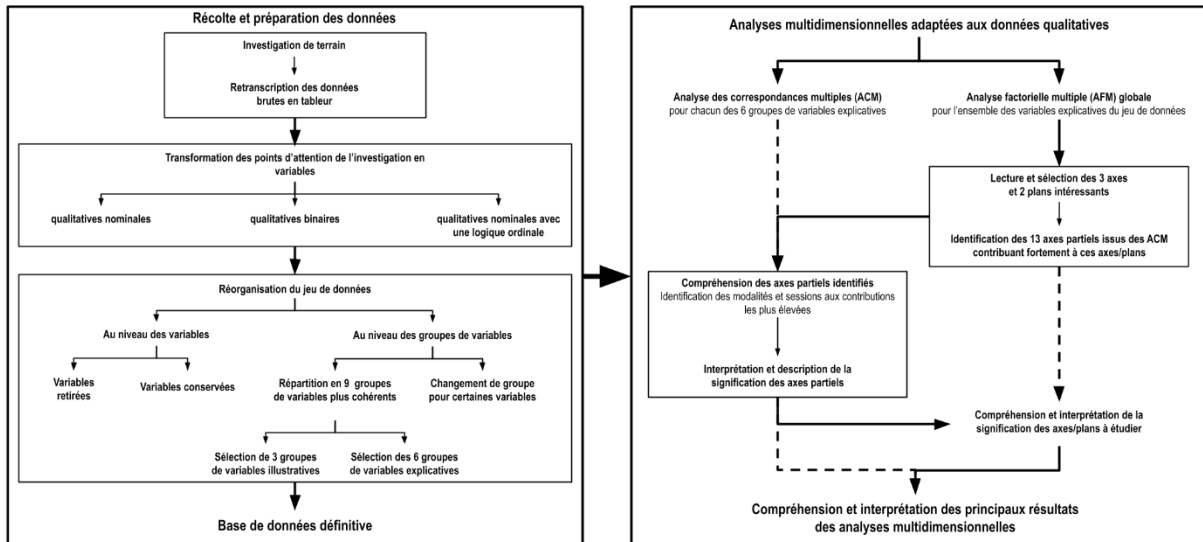 Récolte et préparation des données
Investigation de terrain
Retranscription des données
brutes en tableur
Transformation des points d'attention de l'investigation en
variables
qualitatives nominales
qualitatives binaires
qualitatives nominales avec
une logique ordinale
Réorganisation du jeu de données
Au niveau des variables
Au niveau des groupes de variables
Variables
retirées
Variables conservées
Répartition en 9 groupes
de variables plus cohérents
Changement de groupe
pour certaines variables
Sélection de 3 groupes
de variables illustratives
Sélection des 6 groupes
de variables explicatives
Base de données définitive
Analyses multidimensionnelles adaptées aux données qualitatives
Analyse des correspondances multiples (ACM)
pour chacun des 6 groupes de variables explicatives
Analyse factorielle multiple (AFM) globale
pour l'ensemble des variables explicatives du jeu de données
Lecture et sélection des 3 axes
et 2 plans intéressants
Identification des 13 axes partiels issus des ACM
contribuant fortement à ces axes/plans
Compréhension des axes partiels identifiés
Identification des modalités et sessions aux contributions
les plus élevées
Interprétation et description de la
signification des axes partiels
Compréhension et interprétation de la
signification des axes/plans à étudier
Compréhension et interprétation des principaux résultats
des analyses multidimensionnelles